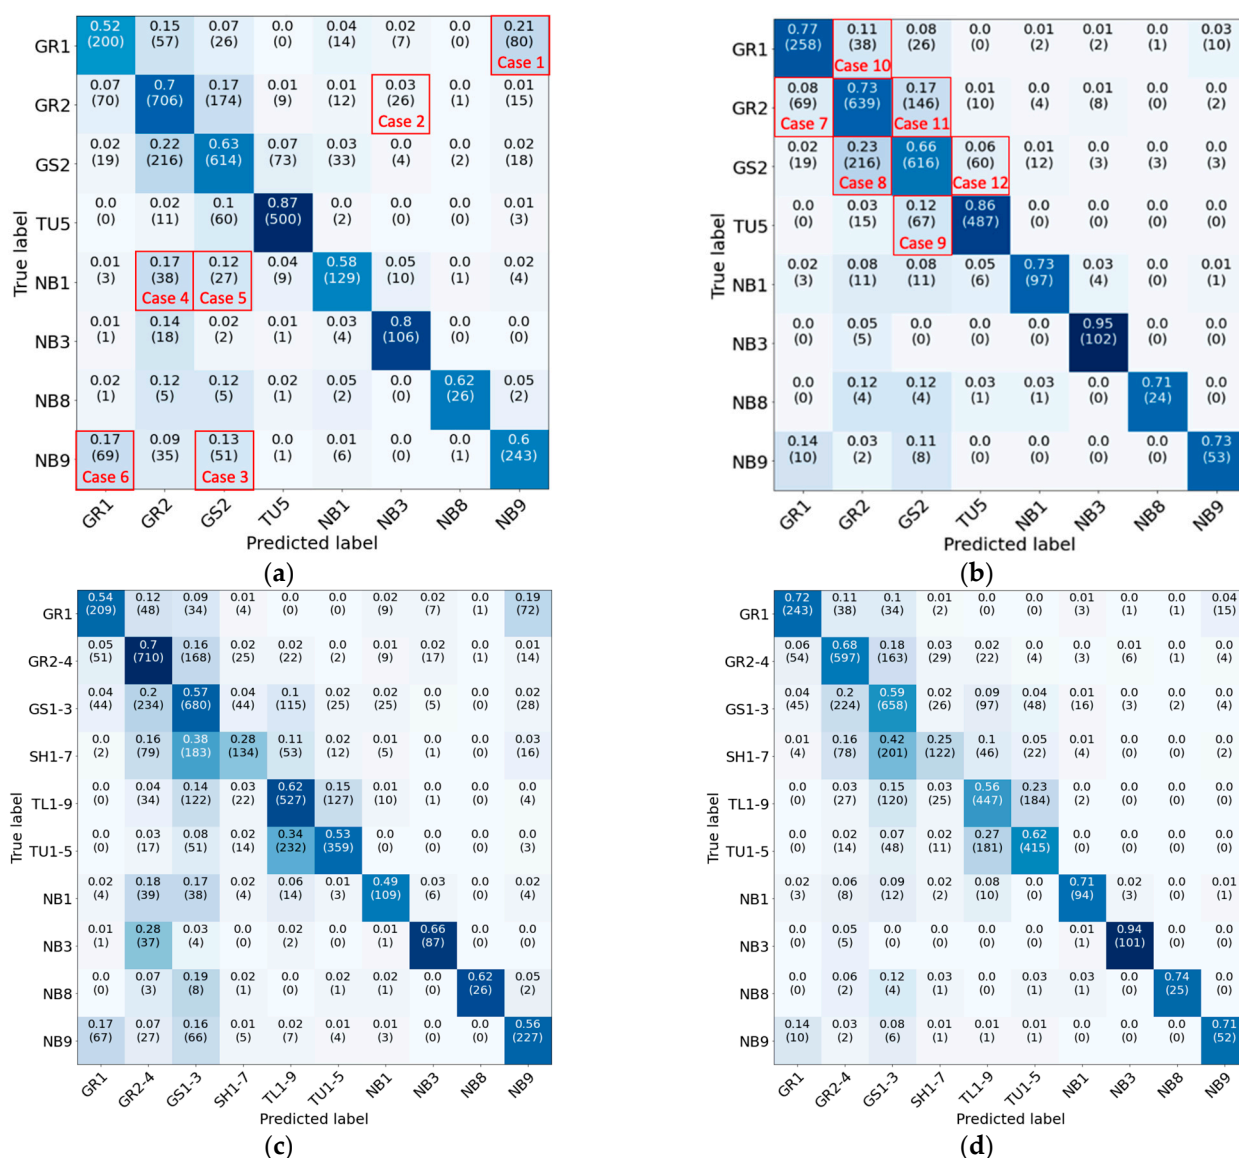 True label
GR1 0.52 0.15 0.07 0.0 0.04 0.02 0.0 0.21
(200) (57) (26) (0) (14) (7) (0) (80)
Case 1
GR2 0.07 0.7 0.17 0.01 0.01 0.03 0.0 0.01
(70) (706) (174) (9) (12) (26) (1) (15)
Case 2
GS2 0.02 0.22 0.63 0.07 0.03 0.0 0.0 0.02
(19) (216) (614) (73) (33) (4) (2) (18)
TU5 0.0 0.02 0.1 0.87 0.0 0.0 0.0 0.01
(0) (11) (60) (500) (2) (0) (0) (3)
NB1 0.01 0.17 0.12 0.04 0.58 0.05 0.0 0.02
(3) (38) (27) (9) (129) (10) (1) (4)
Case 4 Case 5
NB3 0.01 0.14 0.02 0.01 0.03 0.8 0.0 0.0
(1) (18) (2) (1) (4) (106) (0) (0)
NB8 0.02 0.12 0.12 0.02 0.05 0.0 0.62 0.05
(1) (5) (5) (1) (2) (0) (26) (2)
NB9 0.17 0.09 0.13 0.0 0.01 0.0 0.0 0.6
(69) (35) (51) (1) (6) (0) (1) (243)
Case 6 Case 3
GR1 GR2 GS2 TU5 NB1 NB3 NB8 NB9
Predicted label
(a)
True label
GR1 0.77 0.11 0.08 0.0 0.01 0.01 0.0 0.03
(258) (38) (26) (0) (2) (2) (1) (10)
Case 10
GR2 0.08 0.73 0.17 0.01 0.0 0.01 0.0 0.0
(69) (639) (146) (10) (4) (8) (0) (2)
Case 7 Case 11
GS2 0.02 0.23 0.66 0.06 0.01 0.0 0.0 0.0
(19) (216) (616) (60) (12) (3) (3) (3)
Case 8 Case 12
TU5 0.0 0.03 0.12 0.86 0.0 0.0 0.0 0.0
(0) (15) (67) (487) (0) (0) (0) (0)
Case 9
NB1 0.02 0.08 0.08 0.05 0.73 0.03 0.0 0.01
(3) (11) (11) (6) (97) (4) (0) (1)
NB3 0.0 0.05 0.0 0.0 0.0 0.95 0.0 0.0
(0) (5) (0) (0) (0) (102) (0) (0)
NB8 0.0 0.12 0.12 0.03 0.03 0.0 0.71 0.0
(0) (4) (4) (1) (1) (0) (24) (0)
NB9 0.14 0.03 0.11 0.0 0.0 0.0 0.0 0.73
(10) (2) (8) (0) (0) (0) (0) (53)
GR1 GR2 GS2 TU5 NB1 NB3 NB8 NB9
Predicted label
(b)
True label
GR1 0.54 0.12 0.09 0.01 0.0 0.0 0.02 0.02 0.0 0.19
(209) (48) (34) (4) (0) (0) (9) (7) (1) (72)
GR2-4 0.05 0.7 0.16 0.02 0.02 0.0 0.01 0.02 0.0 0.01
(51) (710) (168) (25) (22) (2) (9) (17) (1) (14)
GS1-3 0.04 0.2 0.57 0.04 0.1 0.02 0.02 0.0 0.0 0.02
(44) (234) (680) (44) (115) (25) (25) (5) (0) (28)
SH1-7 0.0 0.16 0.38 0.28 0.11 0.02 0.01 0.0 0.0 0.03
(2) (79) (183) (134) (53) (12) (5) (1) (0) (16)
TL1-9 0.0 0.04 0.14 0.03 0.62 0.15 0.01 0.0 0.0 0.0
(0) (34) (122) (22) (527) (127) (10) (1) (0) (4)
TU1-5 0.0 0.03 0.08 0.02 0.34 0.53 0.0 0.0 0.0 0.0
(0) (17) (51) (14) (232) (359) (0) (0) (0) (3)
NB1 0.02 0.18 0.17 0.02 0.06 0.01 0.49 0.03 0.0 0.02
(4) (39) (38) (4) (14) (3) (109) (6) (0) (4)
NB3 0.01 0.28 0.03 0.0 0.02 0.0 0.01 0.66 0.0 0.0
(1) (37) (4) (0) (2) (0) (1) (87) (0) (0)
NB8 0.0 0.07 0.19 0.02 0.0 0.02 0.02 0.0 0.62 0.05
(0) (3) (8) (1) (0) (1) (1) (0) (26) (2)
NB9 0.17 0.07 0.16 0.01 0.02 0.01 0.01 0.0 0.0 0.56
(67) (27) (66) (5) (7) (4) (3) (0) (0) (227)
GR1 GR2-4 GS1-3 SH1-7 TL1-9 TU1-5 NB1 NB3 NB8 NB9
Predicted label
(c)
True label
GR1 0.72 0.11 0.1 0.01 0.0 0.0 0.01 0.0 0.0 0.04
(243) (38) (34) (2) (0) (0) (3) (1) (1) (15)
GR2-4 0.06 0.68 0.18 0.03 0.02 0.0 0.0 0.01 0.0 0.0
(54) (597) (163) (29) (22) (4) (3) (6) (1) (4)
GS1-3 0.04 0.2 0.59 0.02 0.09 0.04 0.01 0.0 0.0 0.0
(45) (224) (658) (26) (97) (48) (16) (3) (2) (4)
SH1-7 0.01 0.16 0.42 0.25 0.1 0.05 0.01 0.0 0.0 0.0
(4) (78) (201) (122) (46) (22) (4) (0) (0) (2)
TL1-9 0.0 0.03 0.15 0.03 0.56 0.23 0.0 0.0 0.0 0.0
(0) (27) (120) (25) (447) (184) (2) (0) (0) (0)
TU1-5 0.0 0.02 0.07 0.02 0.27 0.62 0.0 0.0 0.0 0.0
(0) (14) (48) (11) (181) (415) (0) (0) (0) (0)
NB1 0.02 0.06 0.09 0.02 0.08 0.0 0.71 0.02 0.0 0.01
(3) (8) (12) (2) (10) (0) (94) (3) (0) (1)
NB3 0.0 0.05 0.0 0.0 0.0 0.0 0.01 0.94 0.0 0.0
(0) (5) (0) (0) (0) (0) (1) (101) (0) (0)
NB8 0.0 0.06 0.12 0.03 0.0 0.03 0.03 0.0 0.74 0.0
(0) (2) (4) (1) (0) (1) (1) (0) (25) (0)
NB9 0.14 0.03 0.08 0.01 0.01 0.01 0.0 0.0 0.0 0.71
(10) (2) (6) (1) (1) (1) (0) (0) (0) (52)
GR1 GR2-4 GS1-3 SH1-7 TL1-9 TU1-5 NB1 NB3 NB8 NB9
Predicted label
(d)